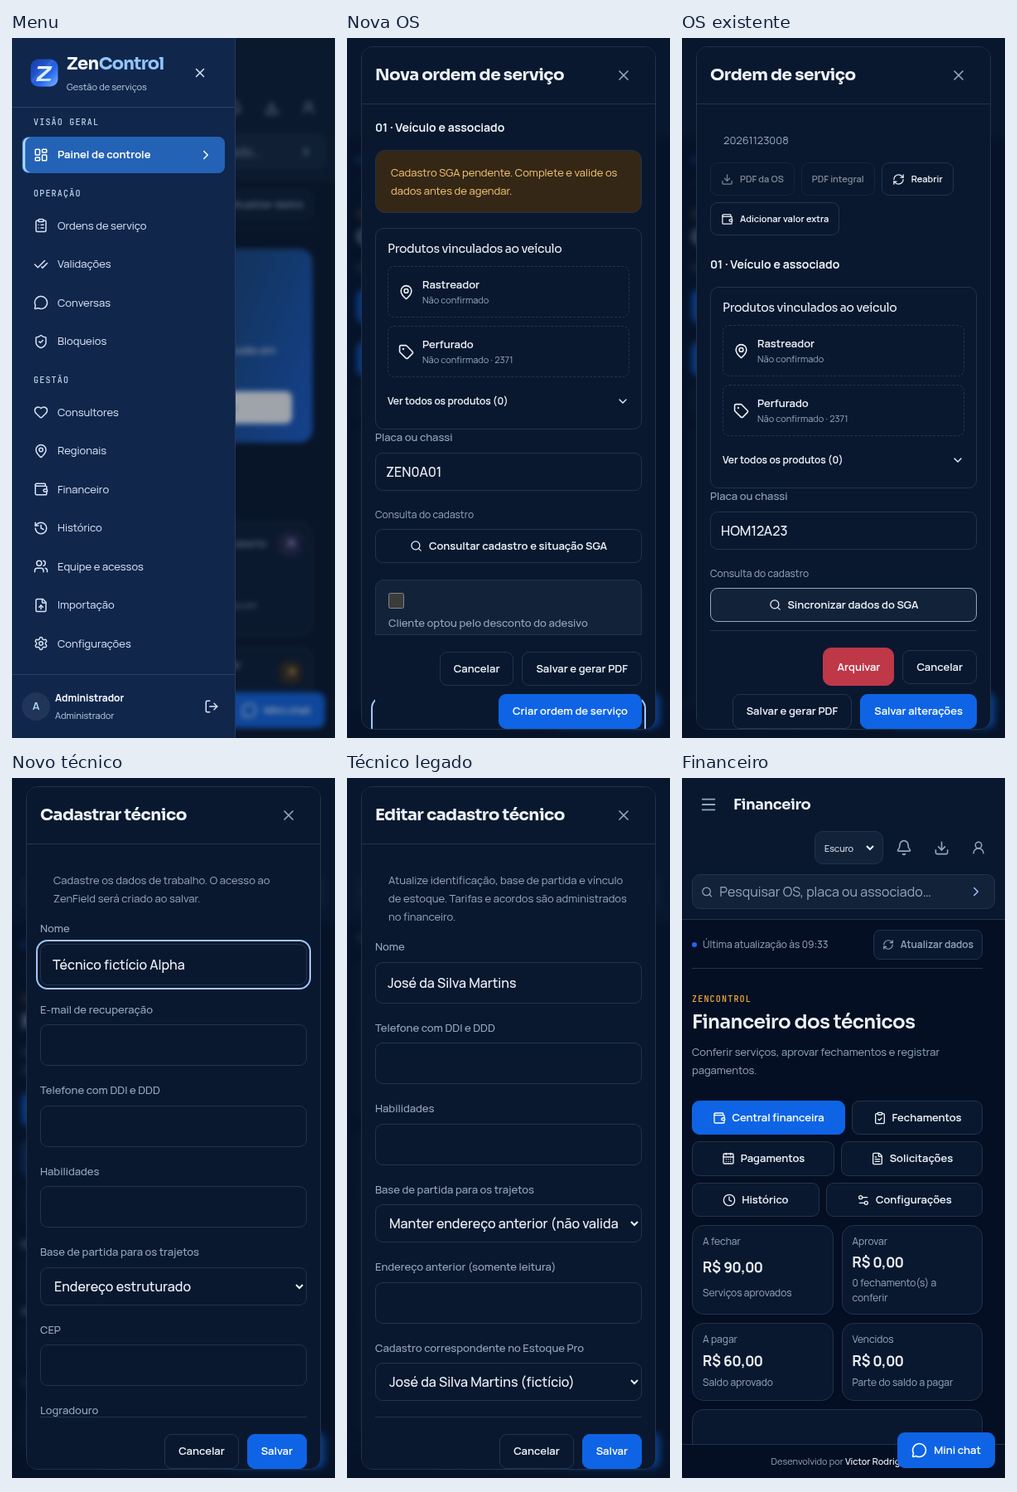 Menu
ZenControl
Gestão de serviços
VISÃO GERAL
Painel de controle
OPERAÇÃO
Ordens de serviço
Validações
Conversas
Bloqueios
GESTÃO
Consultores
Regionais
Financeiro
Histórico
Equipe e acessos
Importação
Configurações
A
Administrador
Administrador
Nova OS
Nova ordem de serviço
01 · Veículo e associado
Cadastro SGA pendente. Complete e valide os
dados antes de agendar.
Produtos vinculados ao veículo
Rastreador
Não confirmado
Perfurado
Não confirmado · 2371
Ver todos os produtos (0)
Placa ou chassi
ZEN0A01
Consulta do cadastro
Consultar cadastro e situação SGA
Cliente optou pelo desconto do adesivo
Cancelar
Salvar e gerar PDF
Criar ordem de serviço
OS existente
Ordem de serviço
20261123008
PDF da OS
PDF integral
Reabrir
Adicionar valor extra
01 · Veículo e associado
Produtos vinculados ao veículo
Rastreador
Não confirmado
Perfurado
Não confirmado · 2371
Ver todos os produtos (0)
Placa ou chassi
HOM12A23
Consulta do cadastro
Sincronizar dados do SGA
Arquivar
Cancelar
Salvar e gerar PDF
Salvar alterações
Novo técnico
Cadastrar técnico
Cadastre os dados de trabalho. O acesso ao
ZenField será criado ao salvar.
Nome
Técnico fictício Alpha
E-mail de recuperação
Telefone com DDI e DDD
Habilidades
Base de partida para os trajetos
Endereço estruturado
CEP
Logradouro
Cancelar
Salvar
Técnico legado
Editar cadastro técnico
Atualize identificação, base de partida e vínculo
de estoque. Tarifas e acordos são administrados
no financeiro.
Nome
José da Silva Martins
Telefone com DDI e DDD
Habilidades
Base de partida para os trajetos
Manter endereço anterior (não valida
Endereço anterior (somente leitura)
Cadastro correspondente no Estoque Pro
José da Silva Martins (fictício)
Cancelar
Salvar
Financeiro
Financeiro
Escuro
Pesquisar OS, placa ou associado...
Última atualização às 09:33
Atualizar dados
ZENCONTROL
Financeiro dos técnicos
Conferir serviços, aprovar fechamentos e registrar
pagamentos.
Central financeira
Fechamentos
Pagamentos
Solicitações
Histórico
Configurações
A fechar
R$ 90,00
Serviços aprovados
Aprovar
R$ 0,00
0 fechamento(s) a
conferir
A pagar
R$ 60,00
Saldo aprovado
Vencidos
R$ 0,00
Parte do saldo a pagar
Mini chat
Desenvolvido por Victor Rodrig